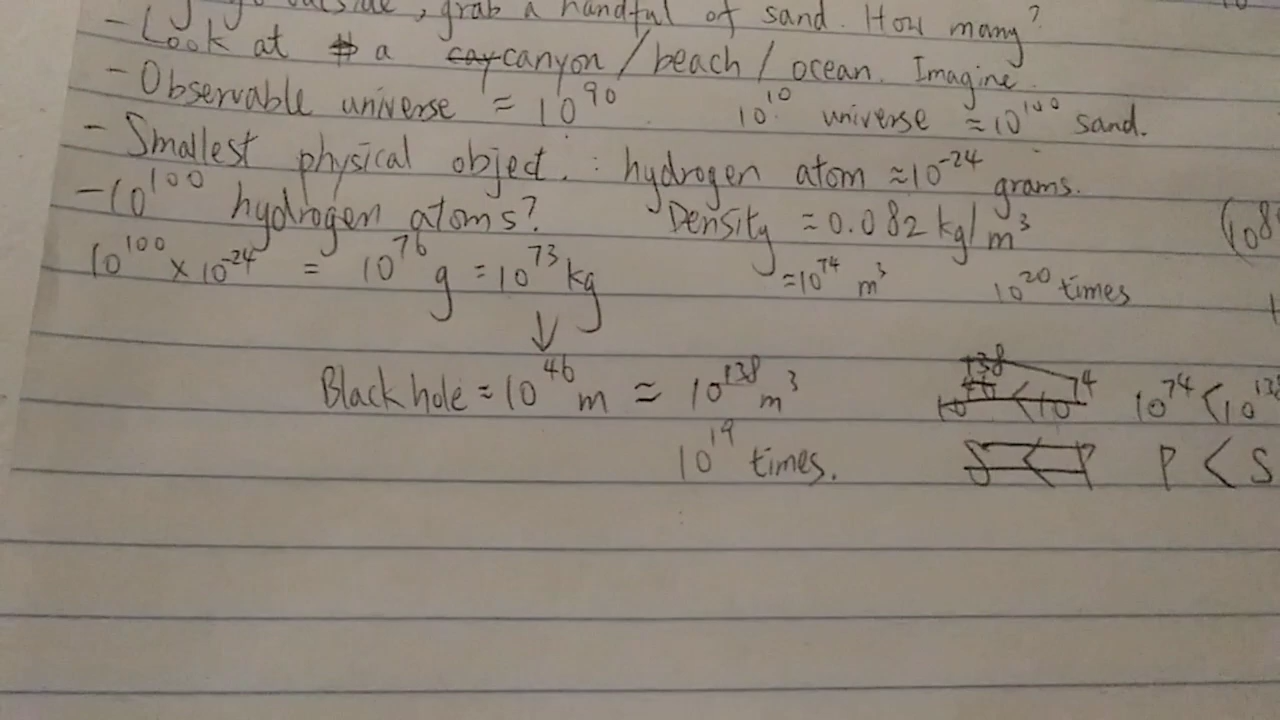 outside, grab a handful of sand. How many?
- Look at a canyon/beach/ocean. Imagine.
- Observable universe = 10^90 10^10 universe ≈ 10^100 sand.
- Smallest physical object. : hydrogen atom ≈ 10^-24 grams.
- 10^100 hydrogen atoms? Density ≈ 0.082 kg/m^3 (10^8
10^100 x 10^-24 = 10^76 g = 10^73 kg ≈ 10^74 m^3 10^20 times
↓
Black hole ≈ 10^46 m ≈ 10^138 m^3 10^74 < 10^138
10^19 times. P < S